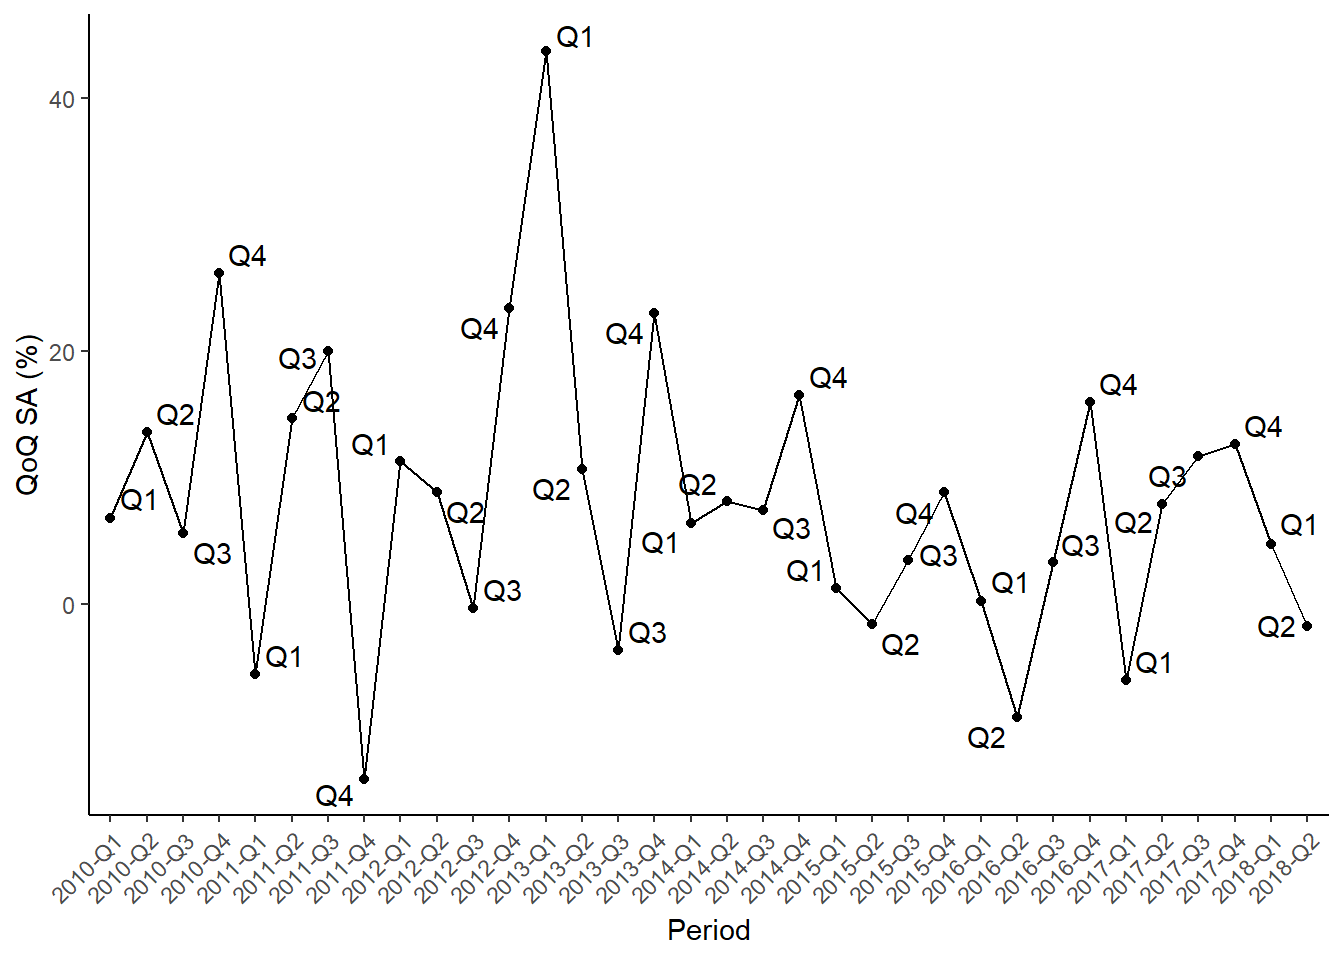 QoQ SA (%)
40
20
0
Q1
Q2
Q3
Q4
Q1
Q2
Q3
Q4
Q1
Q2
Q3
Q4
Q1
Q2
Q3
Q4
Q1
Q2
Q3
Q4
Q1
Q2
Q3
Q4
Q1
Q2
Q3
Q4
Q1
Q2
Q3
Q4
Q1
Q2
2010-Q1
2010-Q2
2010-Q3
2010-Q4
2011-Q1
2011-Q2
2011-Q3
2011-Q4
2012-Q1
2012-Q2
2012-Q3
2012-Q4
2013-Q1
2013-Q2
2013-Q3
2013-Q4
2014-Q1
2014-Q2
2014-Q3
2014-Q4
2015-Q1
2015-Q2
2015-Q3
2015-Q4
2016-Q1
2016-Q2
2016-Q3
2016-Q4
2017-Q1
2017-Q2
2017-Q3
2017-Q4
2018-Q1
2018-Q2
Period